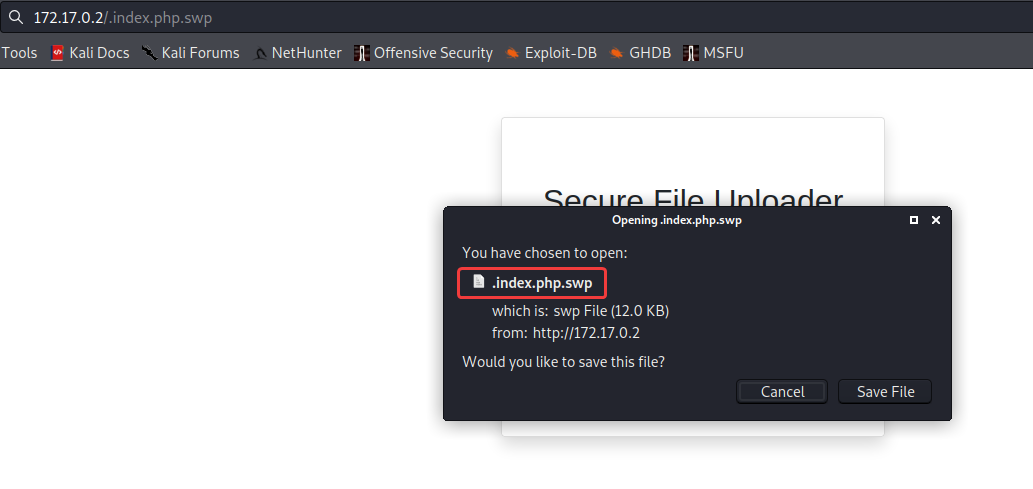 172.17.0.2/.index.php.swp
Tools Kali Docs Kali Forums NetHunter Offensive Security Exploit-DB GHDB MSFU
Secure File Uploader
Opening .index.php.swp
You have chosen to open:
.index.php.swp
which is: swp File (12.0 KB)
from: http://172.17.0.2
Would you like to save this file?
Cancel Save File